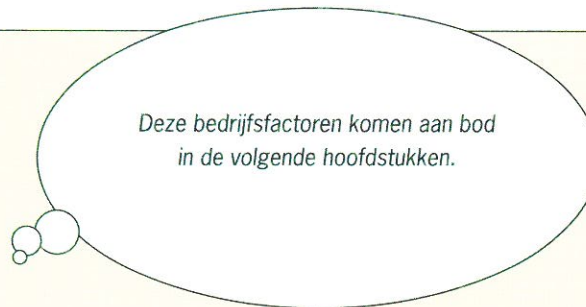 Deze bedrijfsfactoren komen aan bod
in de volgende hoofdstukken.